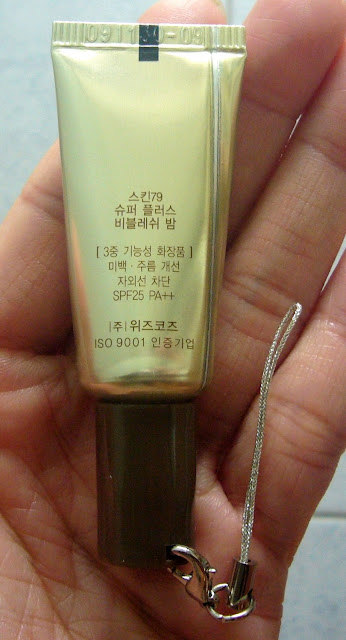 스킨79
슈퍼 플러스
비블레쉬 밤
[ 3중 기능성 화장품 ]
미백 · 주름 개선
자외선 차단
SPF25 PA++
(주) 위즈코즈
ISO 9001 인증기업